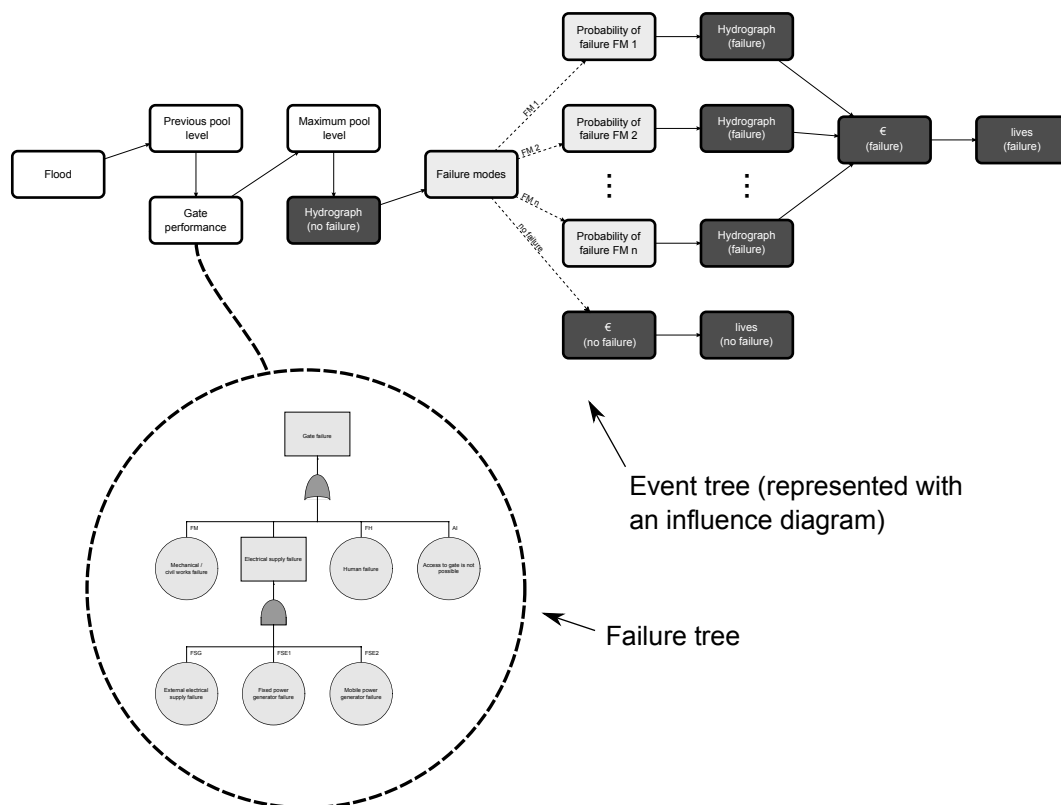 Probability of
failure FM 1
Hydrograph
(failure)
Previous pool
level
Maximum pool
level
FM 1
Probability of
failure FM 2
Hydrograph
(failure)
€
(failure)
lives
(failure)
Flood
Failure modes
FM 2
Gate
performance
Hydrograph
(no failure)
FM n
Probability of
failure FM n
Hydrograph
(failure)
no failure
€
(no failure)
lives
(no failure)
Gate failure
Event tree (represented with
an influence diagram)
FM
FH
AI
Mechanical /
civil works failure
Electrical supply failure
Human failure
Access to gate is not
possible
Failure tree
FSG
FSE1
FSE2
External electrical
supply failure
Fixed power
generator failure
Mobile power
generator failure